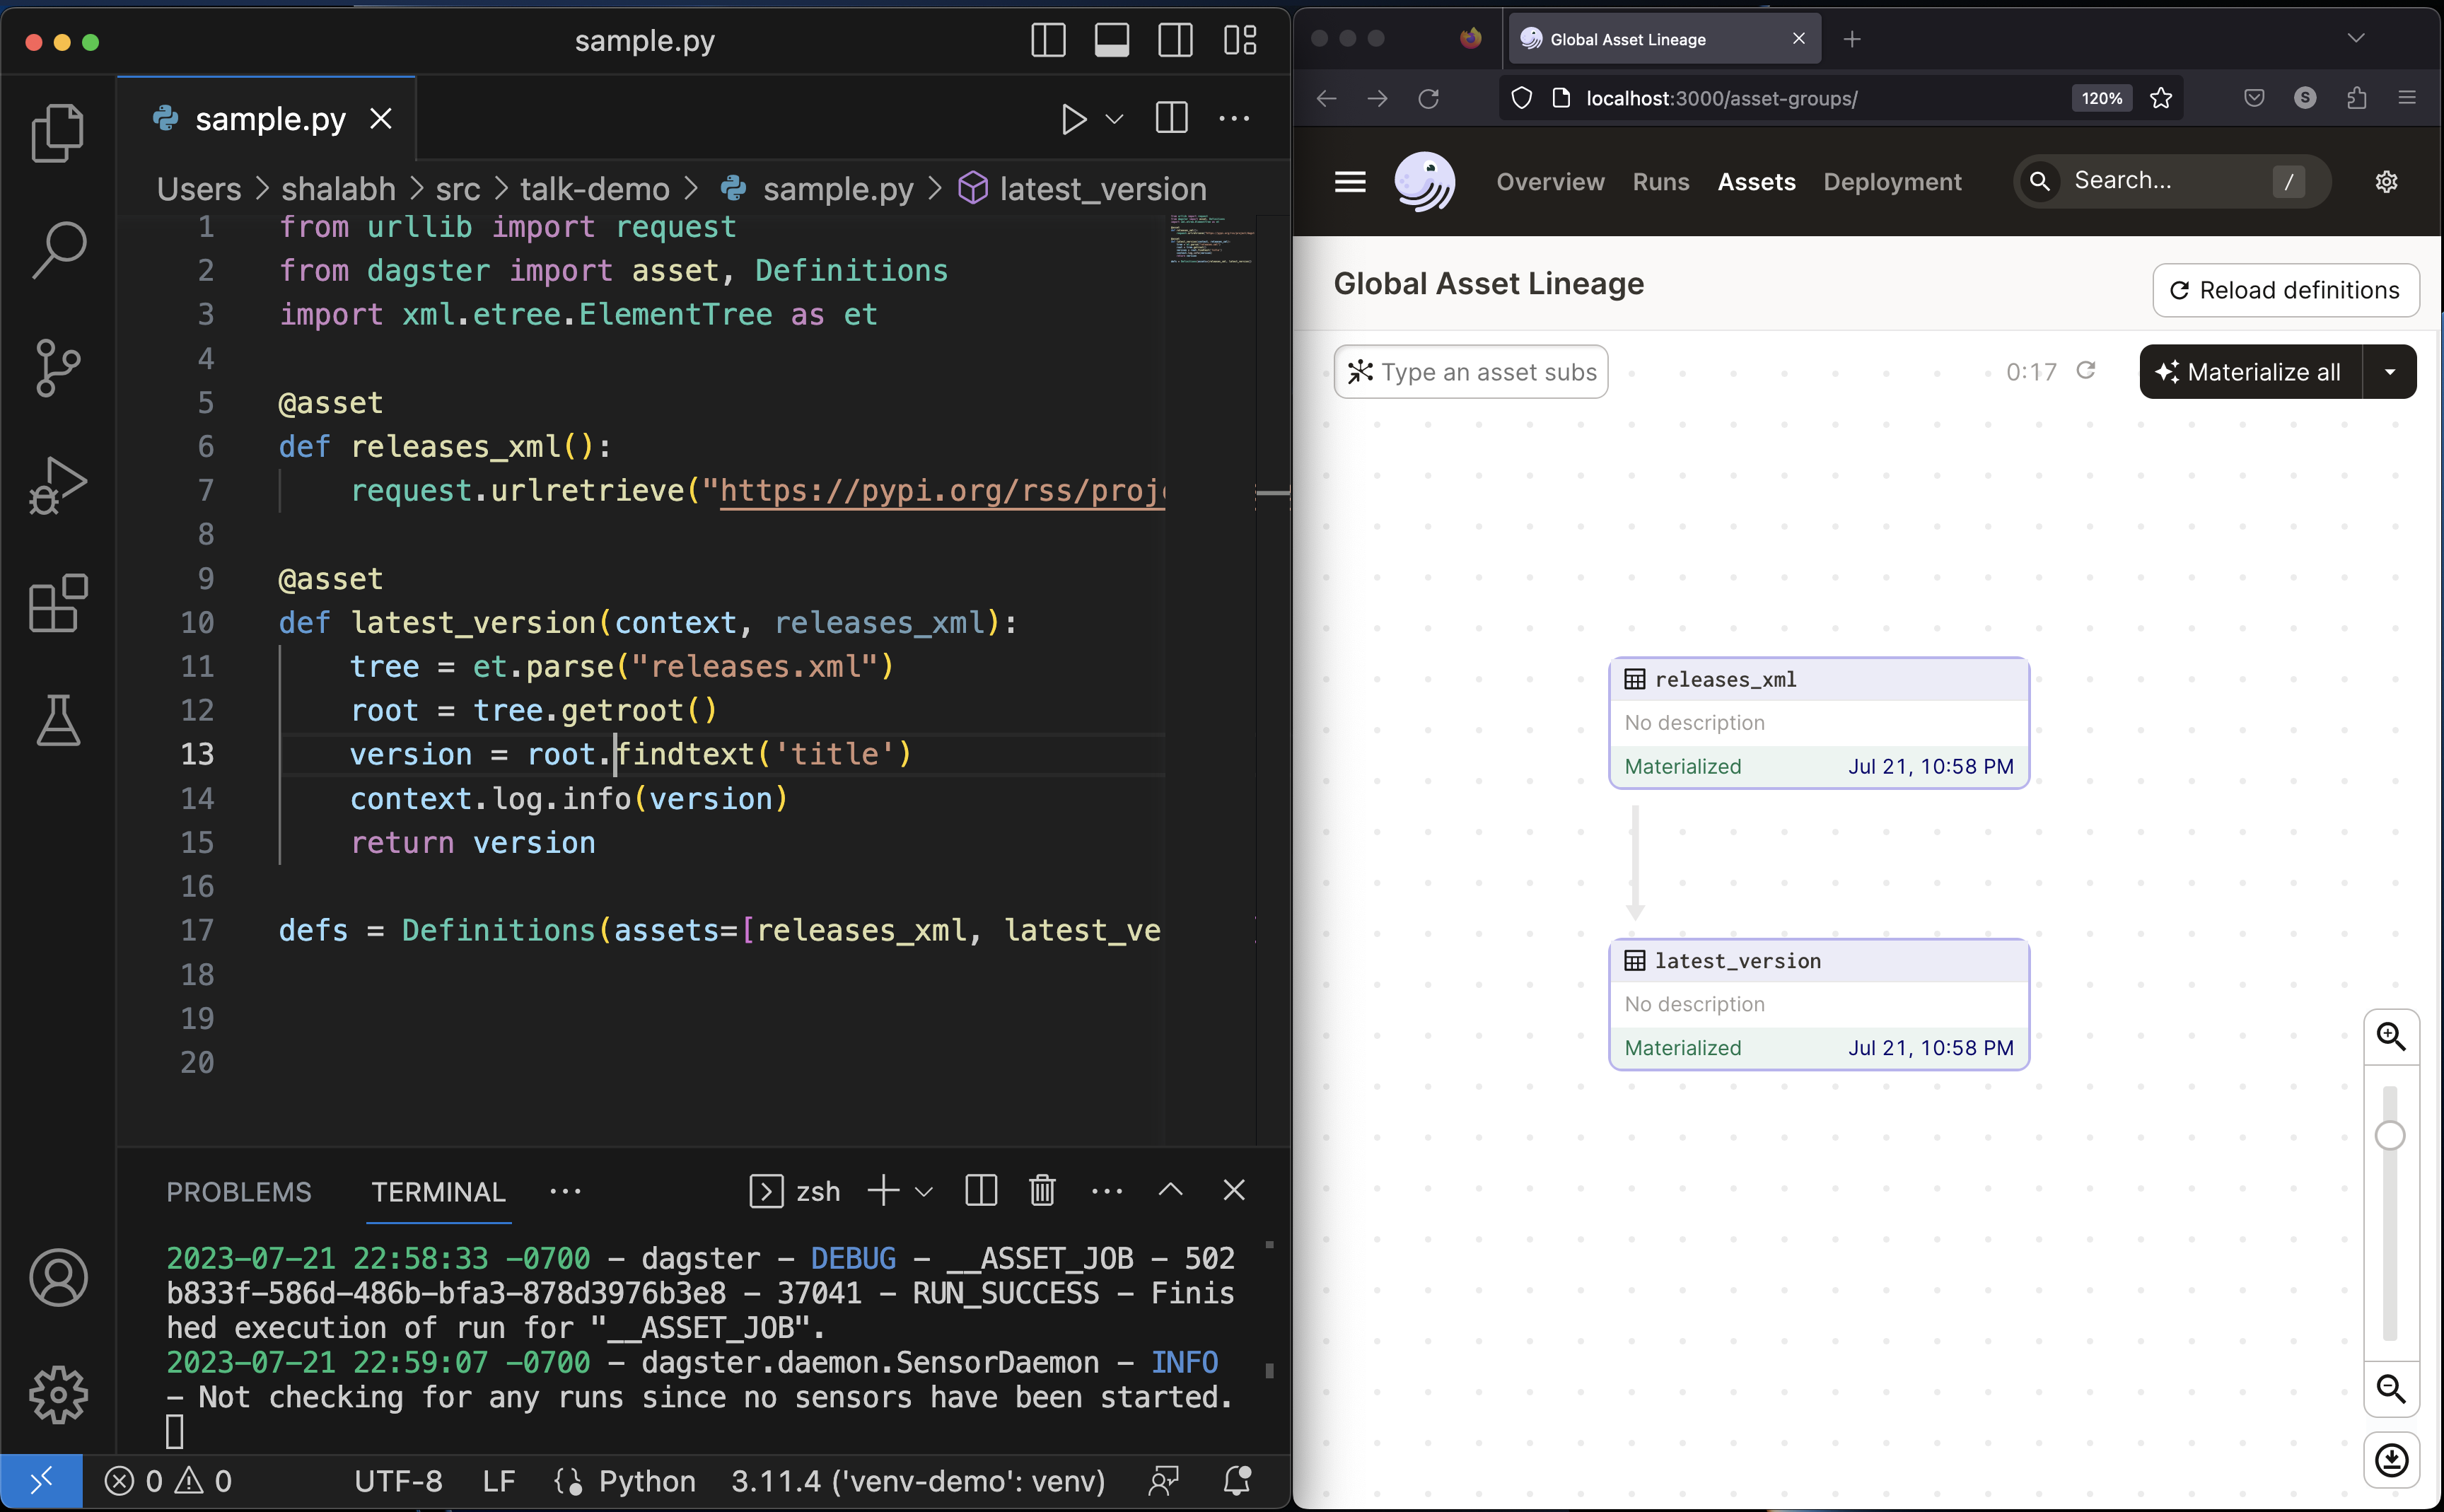 sample.py
sample.py
Users > shalabh > src > talk-demo > sample.py > latest_version
1 from urllib import request
2 from dagster import asset, Definitions
3 import xml.etree.ElementTree as et
4
5 @asset
6 def releases_xml():
7 request.urlretrieve("https://pypi.org/rss/proj
8
9 @asset
10 def latest_version(context, releases_xml):
11 tree = et.parse("releases.xml")
12 root = tree.getroot()
13 version = root.findtext('title')
14 context.log.info(version)
15 return version
16
17 defs = Definitions(assets=[releases_xml, latest_ve
18
19
20
PROBLEMS TERMINAL ... zsh
2023-07-21 22:58:33 -0700 - dagster - DEBUG - __ASSET_JOB - 502
b833f-586d-486b-bfa3-878d3976b3e8 - 37041 - RUN_SUCCESS - Finis
hed execution of run for "__ASSET_JOB".
2023-07-21 22:59:07 -0700 - dagster.daemon.SensorDaemon - INFO
- Not checking for any runs since no sensors have been started.
0 0 UTF-8 LF Python 3.11.4 ('venv-demo': venv)
Global Asset Lineage
localhost:3000/asset-groups/ 120% S
Overview Runs Assets Deployment Search... /
Global Asset Lineage Reload definitions
Type an asset subs 0:17 Materialize all
releases_xml
No description
Materialized Jul 21, 10:58 PM
latest_version
No description
Materialized Jul 21, 10:58 PM